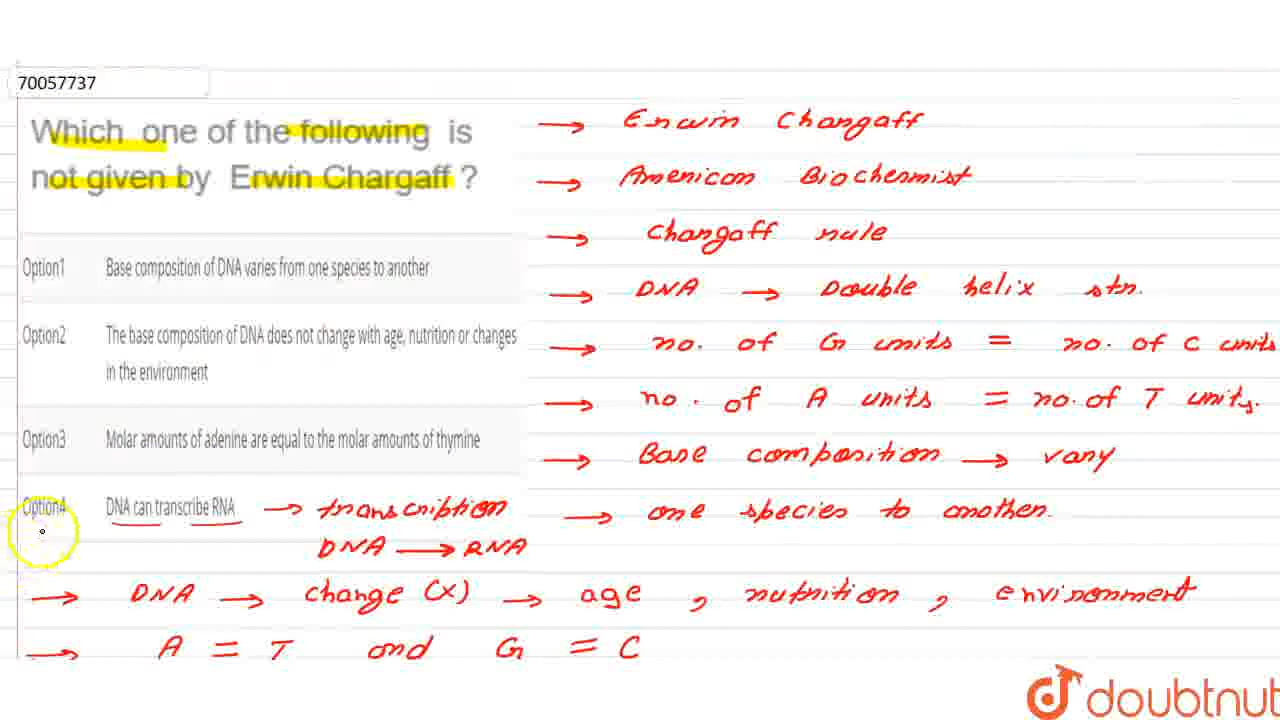 70057737
Which one of the following is
not given by Erwin Chargaff ?
Option1 Base composition of DNA varies from one species to another
Option2 The base composition of DNA does not change with age, nutrition or changes
in the environment
Option3 Molar amounts of adenine are equal to the molar amounts of thymine
Option4 DNA can transcribe RNA → transcription
DNA → RNA
→ Erwin Chargaff
→ American Biochemist
→ Chargaff rule
→ DNA → Double helix str.
→ no. of G units = no. of C units
→ no. of A units = no. of T units.
→ Base composition → vary
→ one species to another.
→ DNA → change (x) → age , nutrition , environment
→ A = T and G = C
doubtnut